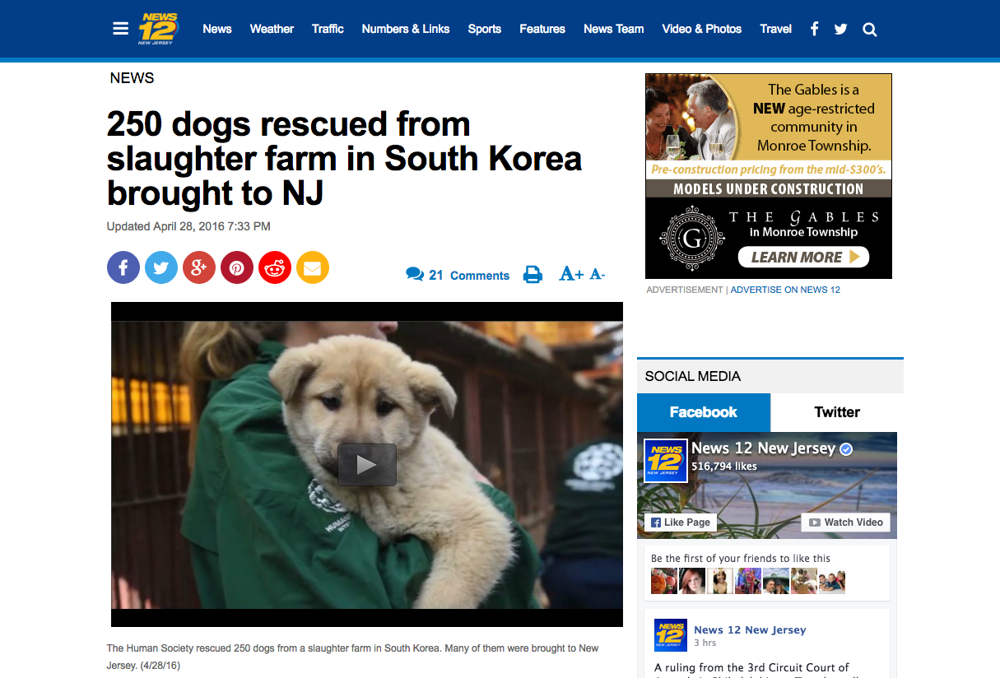 NEWS
12
NEW JERSEY
News Weather Traffic Numbers & Links Sports Features News Team Video & Photos Travel
NEWS
250 dogs rescued from
slaughter farm in South Korea
brought to NJ
Updated April 28, 2016 7:33 PM
21 Comments A+ A-
HUMAN
The Human Society rescued 250 dogs from a slaughter farm in South Korea. Many of them were brought to New
Jersey. (4/28/16)
The Gables is a
NEW age-restricted
community in
Monroe Township.
Pre-construction pricing from the mid-$300's.
MODELS UNDER CONSTRUCTION
G
THE GABLES
in Monroe Township
LEARN MORE
ADVERTISEMENT | ADVERTISE ON NEWS 12
SOCIAL MEDIA
Facebook Twitter
NEWS
12
NEW JERSEY
News 12 New Jersey
516,794 likes
Like Page Watch Video
Be the first of your friends to like this
NEWS
12
NEW JERSEY
News 12 New Jersey
3 hrs
A ruling from the 3rd Circuit Court of